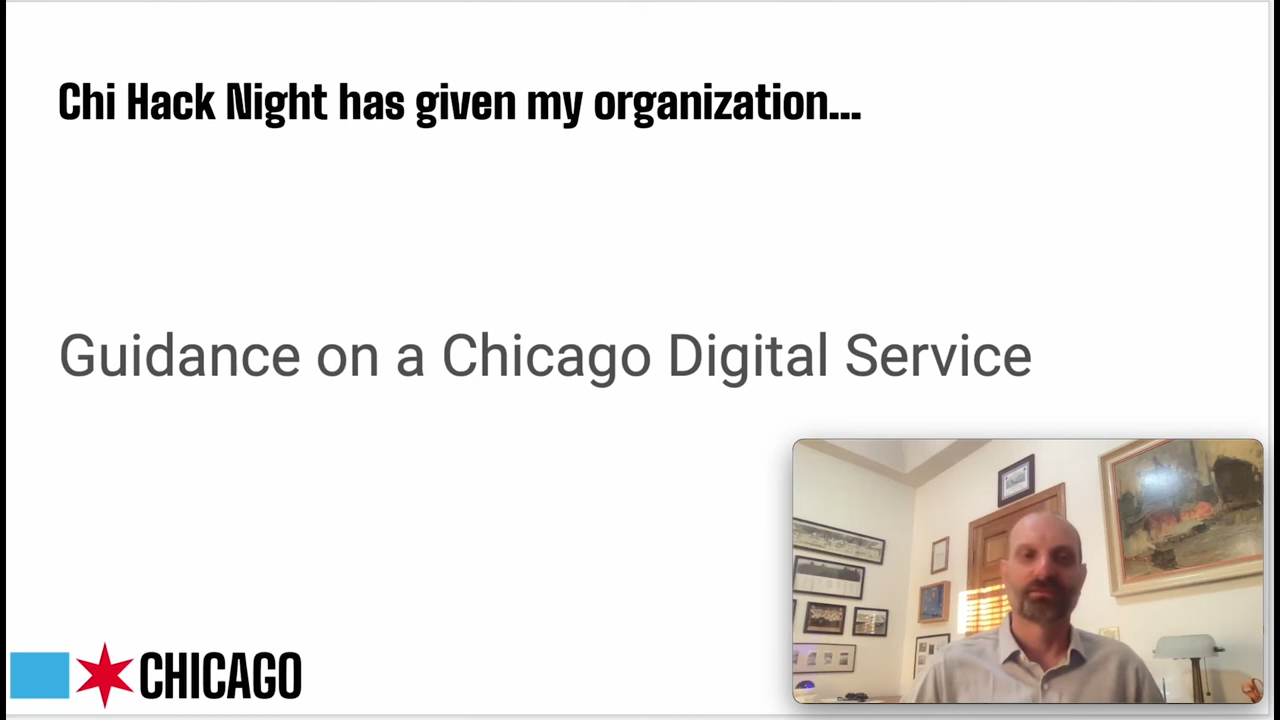 Chi Hack Night has given my organization...
Guidance on a Chicago Digital Service
CHICAGO